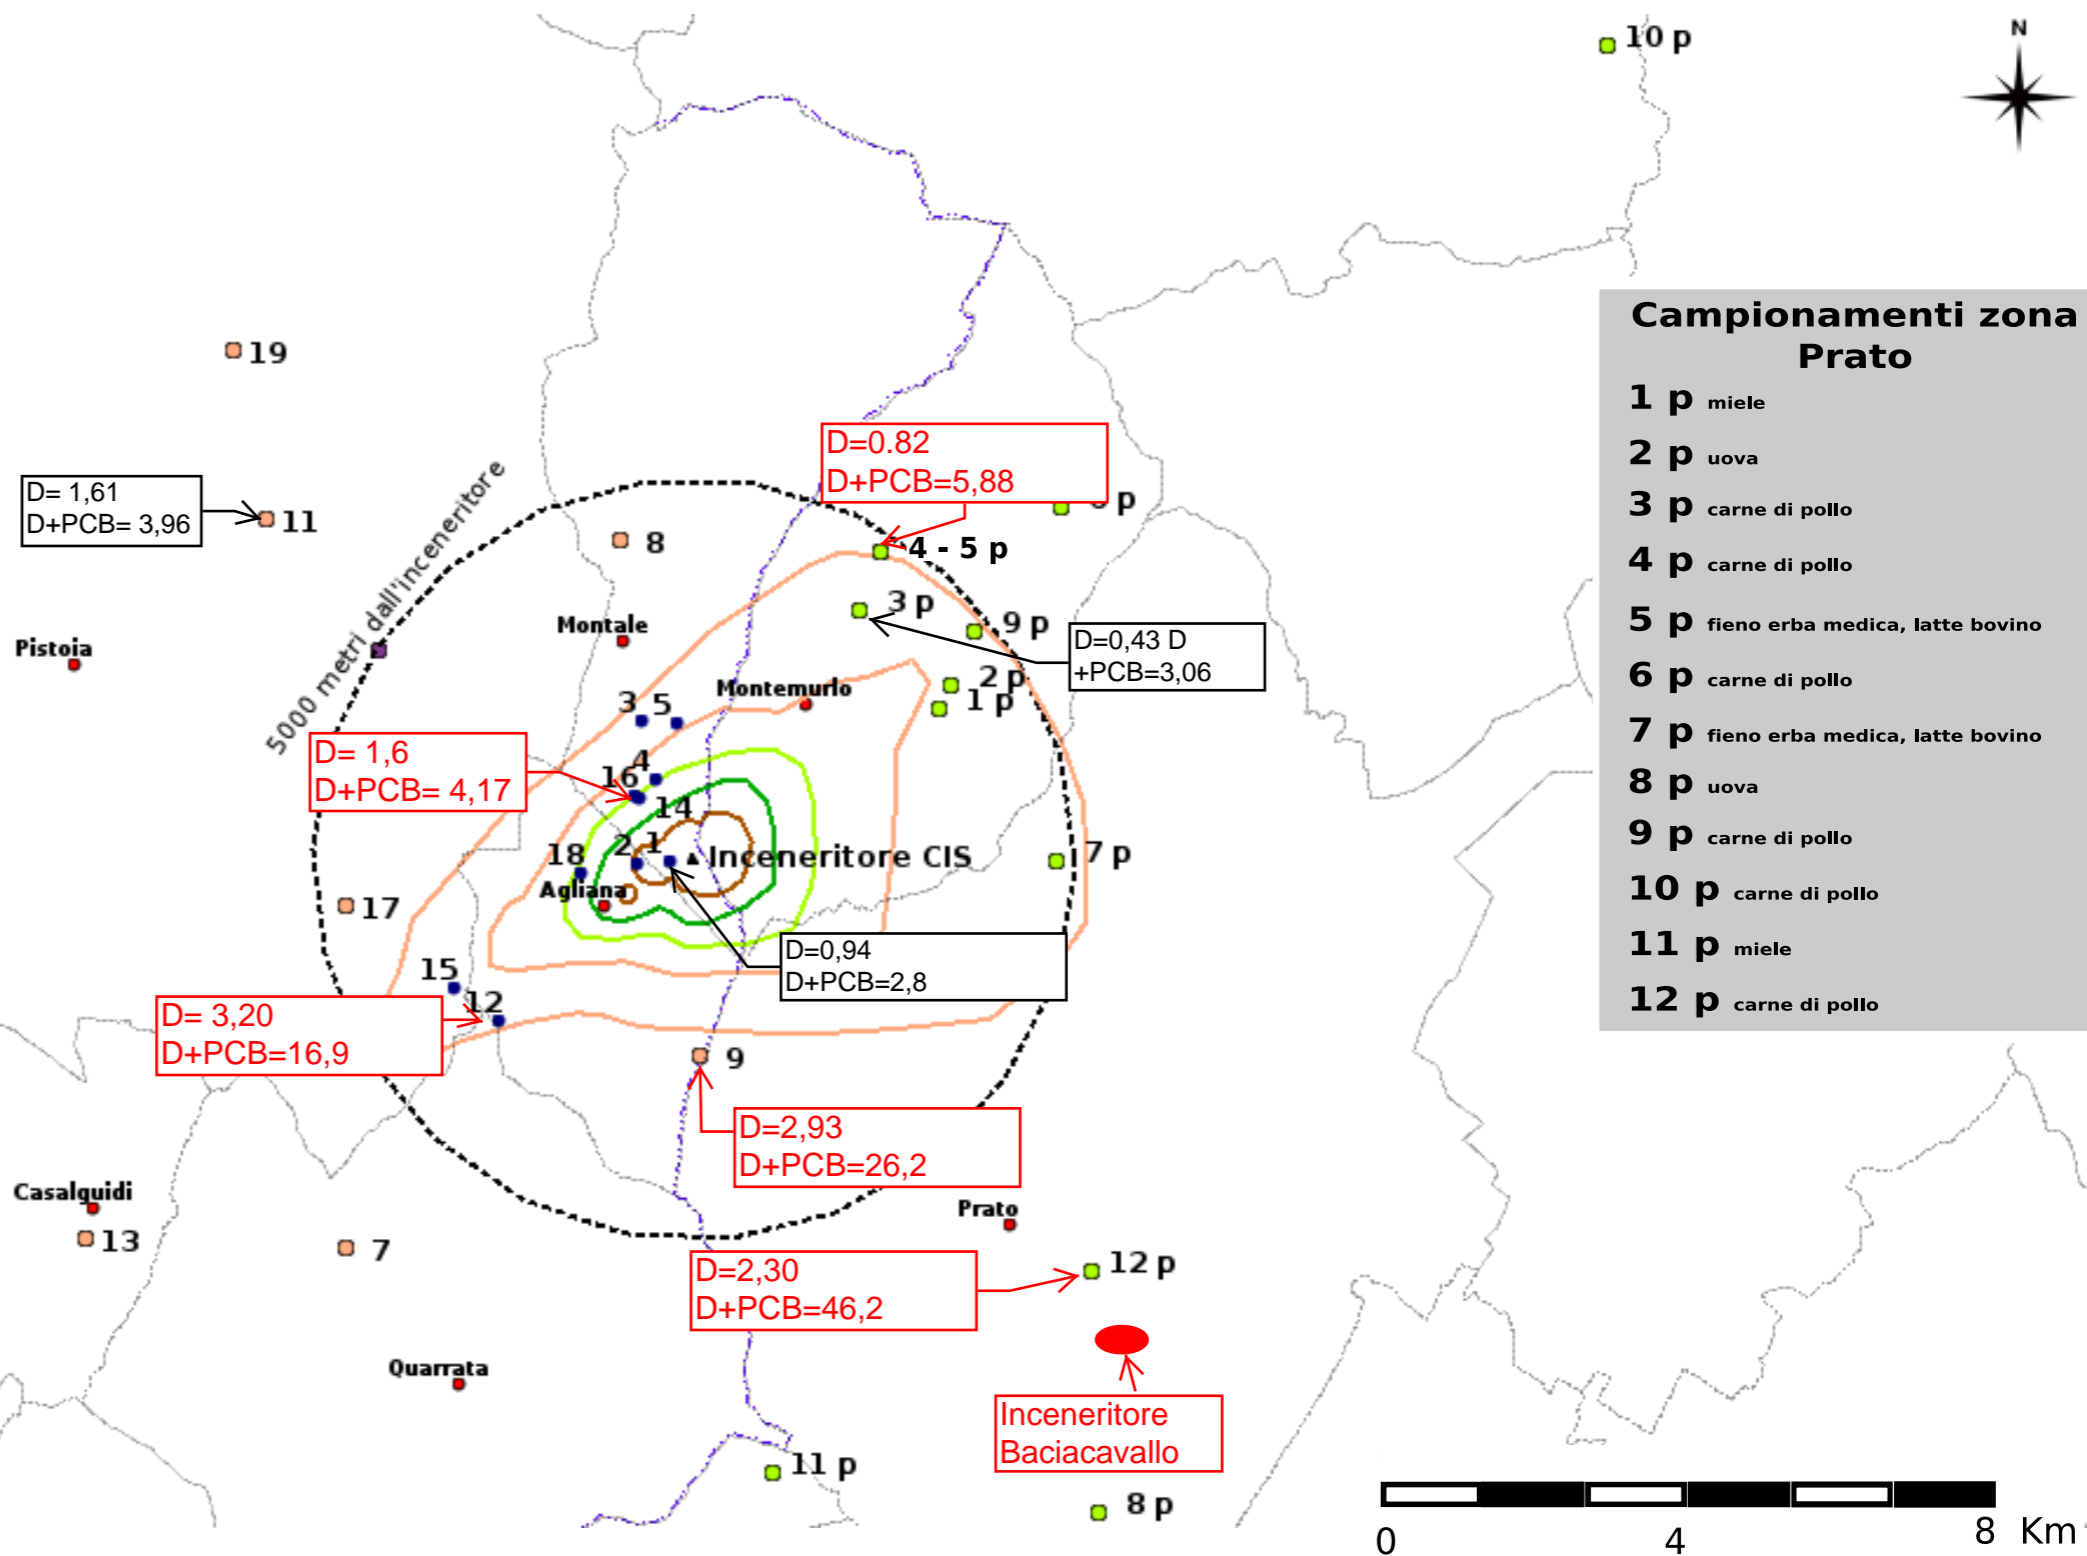 10 p
N
Campionamenti zona
Prato
1 p miele
2 p uova
3 p carne di pollo
4 p carne di pollo
5 p fieno erba medica, latte bovino
6 p carne di pollo
7 p fieno erba medica, latte bovino
8 p uova
9 p carne di pollo
10 p carne di pollo
11 p miele
12 p carne di pollo
19
D=0.82
D+PCB=5,88
D= 1,61
D+PCB= 3,96
11
5000 metri dall'inceneritore
8
p
4 - 5 p
3 p
9 p
D=0,43 D
+PCB=3,06
Montale
Pistoia
2 p
1 p
Montemurlo
3
5
D= 1,6
D+PCB= 4,17
4
16
14
2
1
Inceneritore CIS
7 p
18
Agliana
17
D=0,94
D+PCB=2,8
15
12
D= 3,20
D+PCB=16,9
9
D=2,93
D+PCB=26,2
Casalguidi
13
7
Prato
12 p
D=2,30
D+PCB=46,2
Quarrata
Inceneritore
Baciacavallo
11 p
8 p
0
4
8 Km